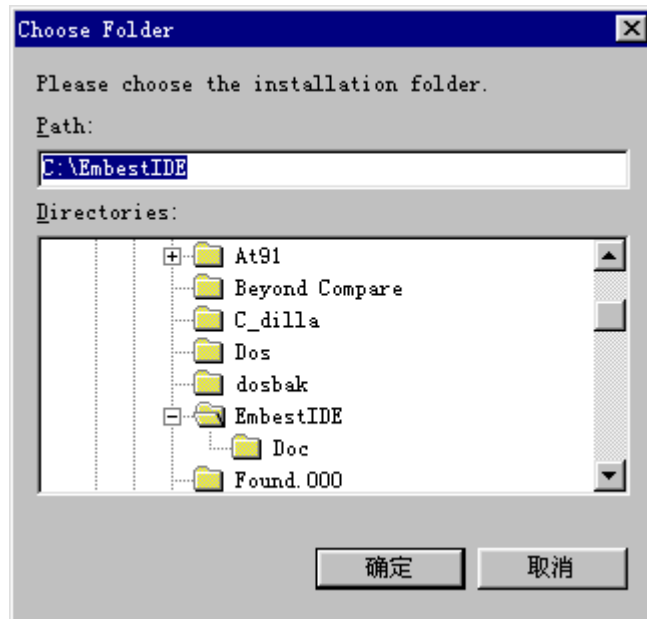 Choose Folder
Please choose the installation folder.
Path:
C:\EmbestIDE
Directories:
At91
Beyond Compare
C_dilla
Dos
dosbak
EmbestIDE
Doc
Found.000
确定 取消